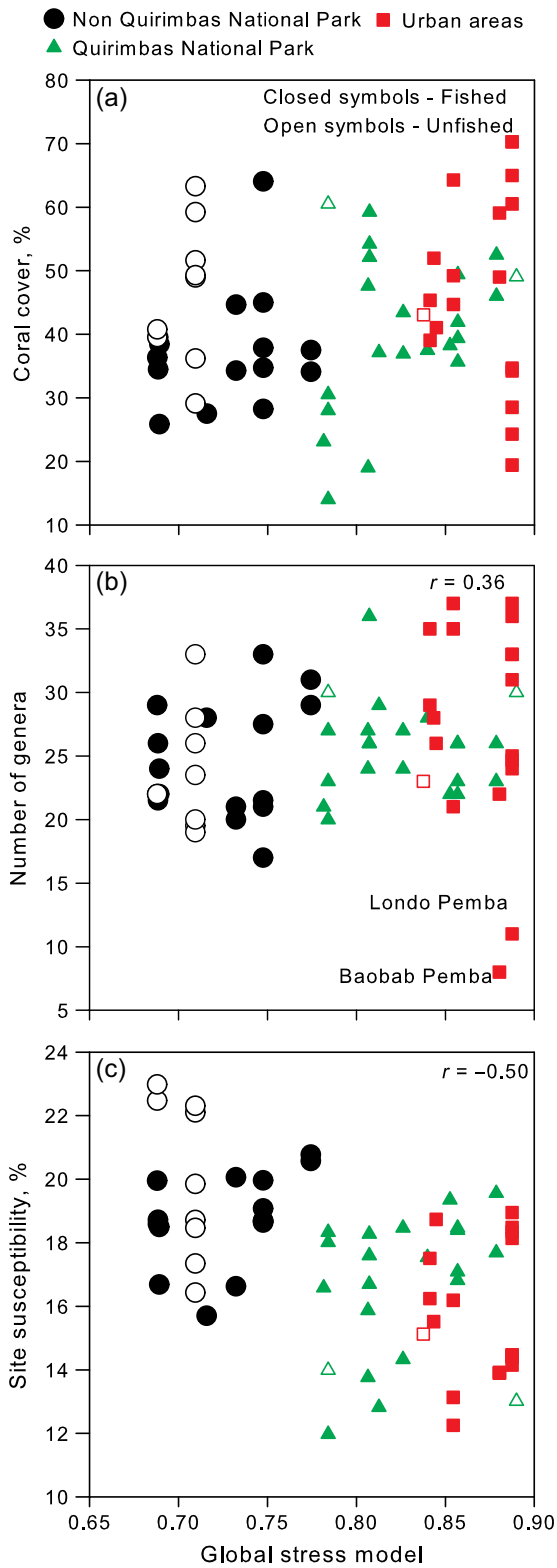 Non Quirimbas National Park
Urban areas
Quirimbas National Park
80
(a)
Closed symbols - Fished
Open symbols - Unfished
70
60
50
40
30
20
10
Coral cover, %
40
(b)
r = 0.36
35
30
25
20
15
10
5
Number of genera
Londo Pemba
Baobab Pemba
24
(c)
r = −0.50
22
20
18
16
14
12
10
Site susceptibility, %
0.65 0.70 0.75 0.80 0.85 0.90
Global stress model